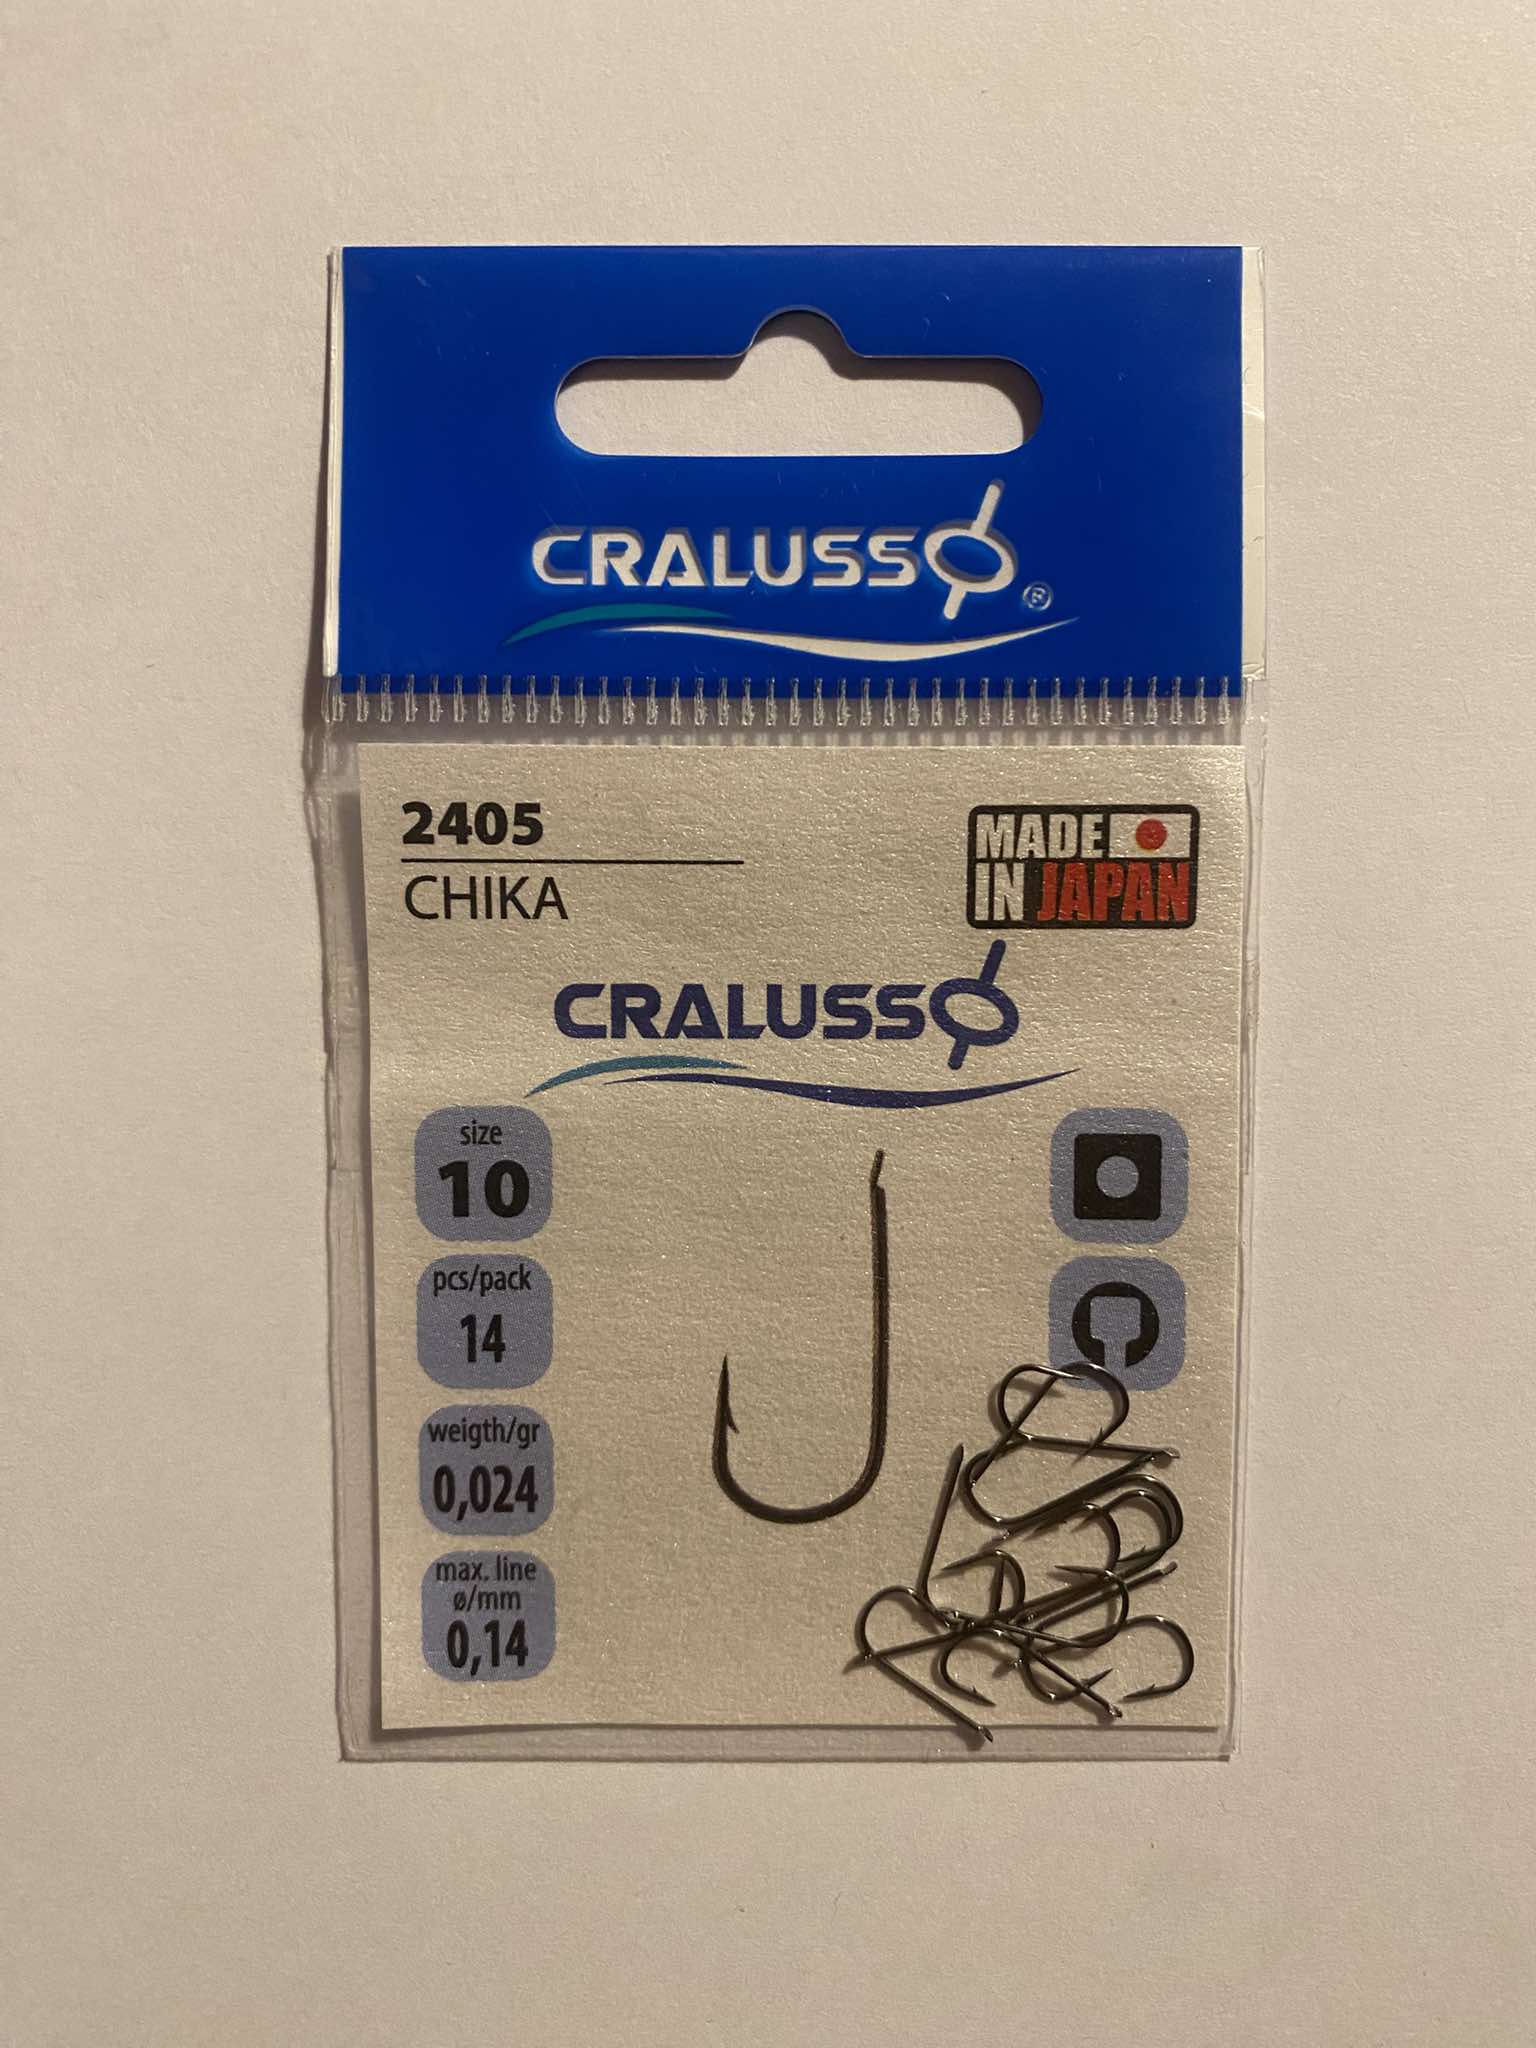 CRALUSSO ®
2405
CHIKA
MADE
IN JAPAN
CRALUSSO
size
10
pcs/pack
14
weigth/gr
0,024
max. line
ø/mm
0,14